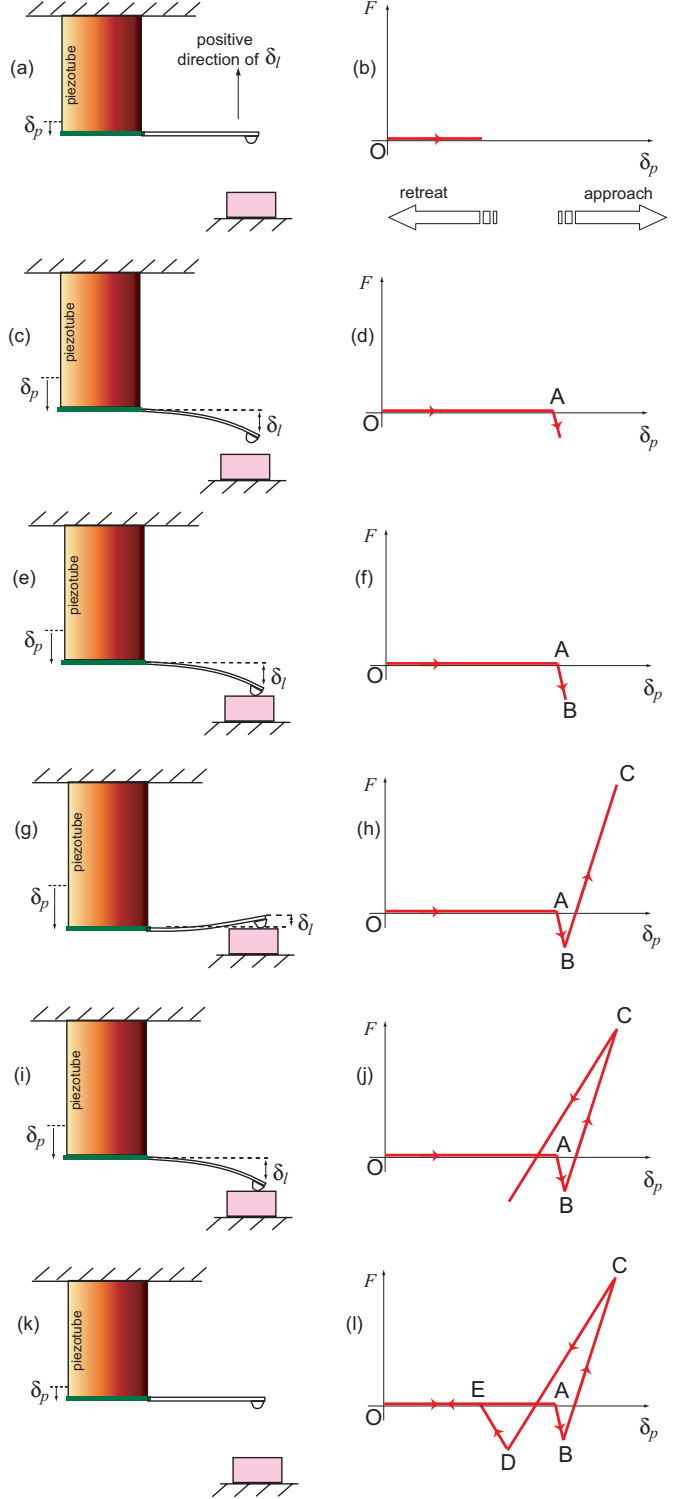 (a)
piezotube
δp
positive
direction of δl
(b)
F
O
δp
retreat
approach
(c)
piezotube
δp
δl
(d)
F
A
O
δp
(e)
piezotube
δp
δl
(f)
F
A
O
δp
B
(g)
piezotube
δp
δl
(h)
F
C
A
O
δp
B
(i)
piezotube
δp
δl
(j)
F
C
A
O
δp
B
(k)
piezotube
δp
(l)
F
C
E
A
O
δp
B
D